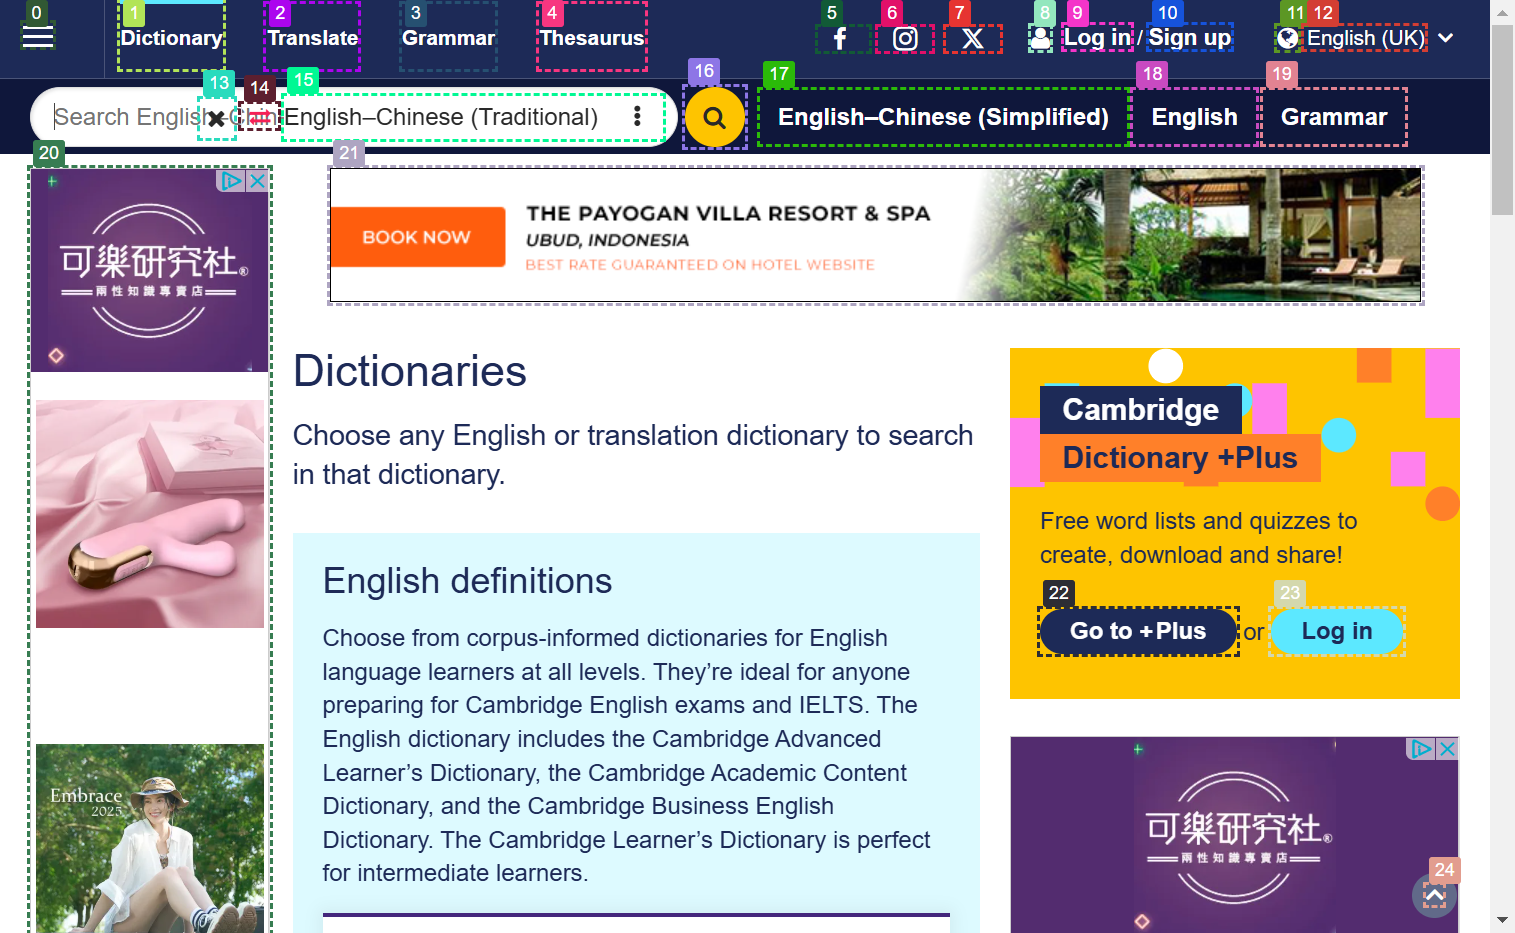 0
1
2
3
4
5
6
7
8
9
10
11
12
Dictionary
Translate
Grammar
Thesaurus
Log in / Sign up
English (UK)
13
14
15
16
17
18
19
Search English
English–Chinese (Traditional)
English–Chinese (Simplified)
English
Grammar
20
21
可樂研究社®
兩性知識專賣店
BOOK NOW
THE PAYOGAN VILLA RESORT & SPA
UBUD, INDONESIA
BEST RATE GUARANTEED ON HOTEL WEBSITE
Dictionaries
Choose any English or translation dictionary to search
in that dictionary.
English definitions
Choose from corpus-informed dictionaries for English
language learners at all levels. They’re ideal for anyone
preparing for Cambridge English exams and IELTS. The
English dictionary includes the Cambridge Advanced
Learner’s Dictionary, the Cambridge Academic Content
Dictionary, and the Cambridge Business English
Dictionary. The Cambridge Learner’s Dictionary is perfect
for intermediate learners.
Embrace
2025
Cambridge
Dictionary +Plus
Free word lists and quizzes to
create, download and share!
22
23
Go to +Plus or Log in
可樂研究社®
兩性知識專賣店
24